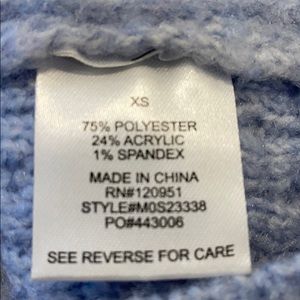 XS
75% POLYESTER
24% ACRYLIC
1% SPANDEX
MADE IN CHINA
RN#120951
STYLE#M0S23338
PO#443006
SEE REVERSE FOR CARE